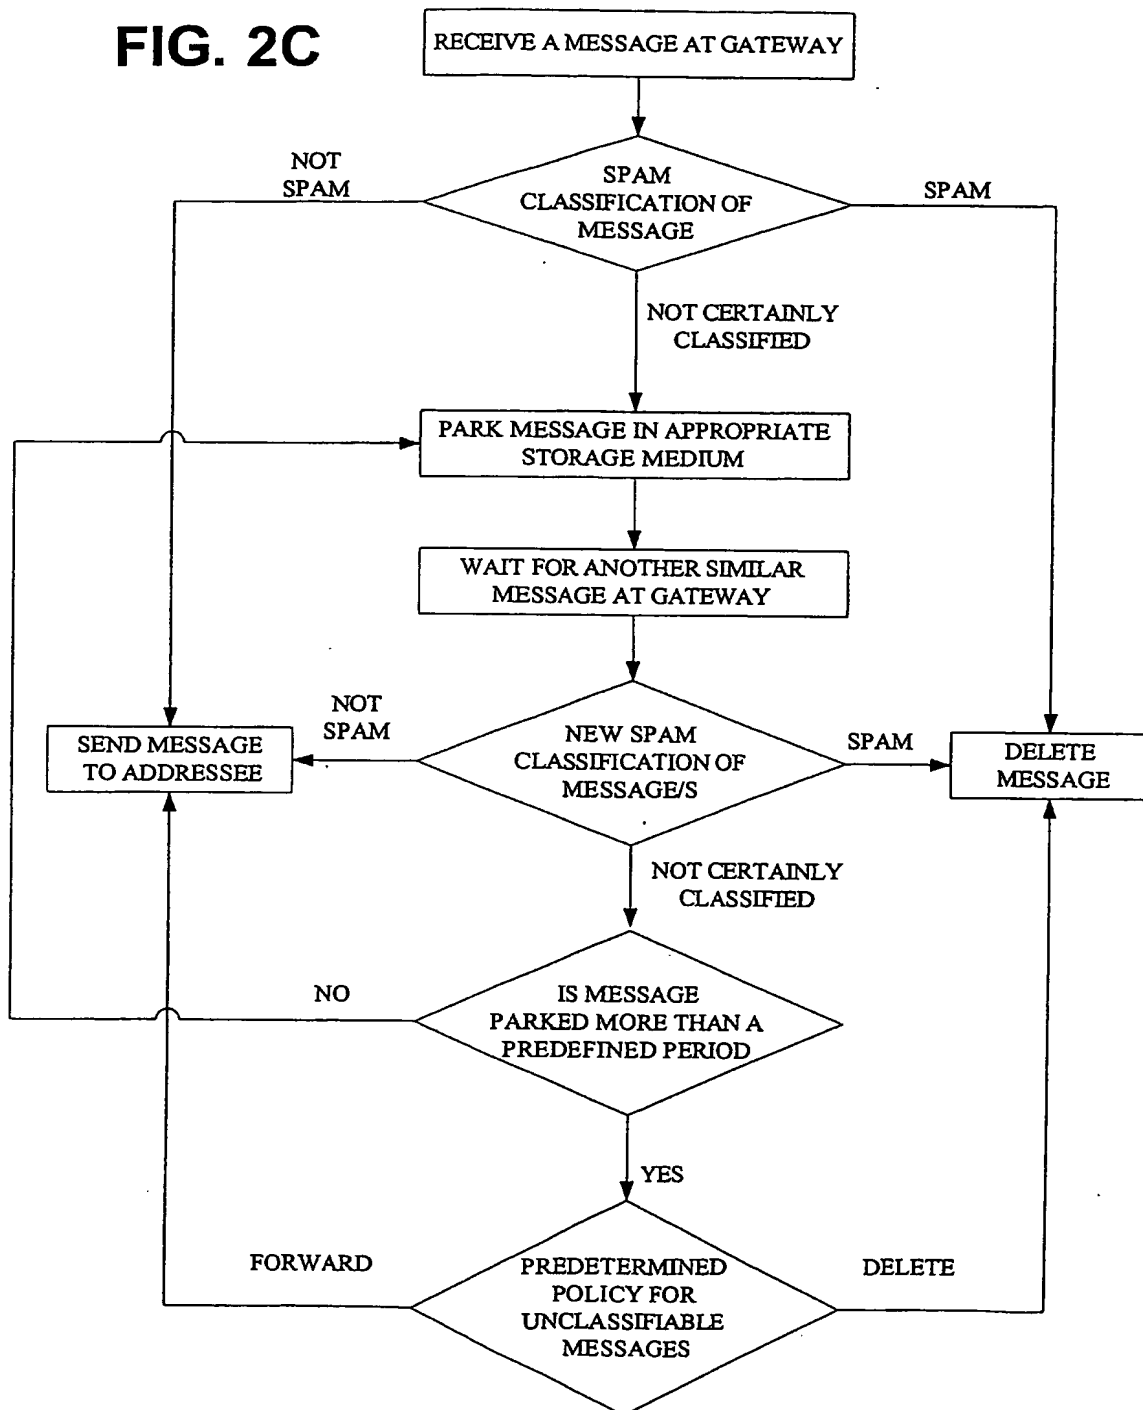 FIG. 2C
RECEIVE A MESSAGE AT GATEWAY
NOT
SPAM
SPAM
CLASSIFICATION OF
MESSAGE
SPAM
NOT CERTAINLY
CLASSIFIED
PARK MESSAGE IN APPROPRIATE
STORAGE MEDIUM
WAIT FOR ANOTHER SIMILAR
MESSAGE AT GATEWAY
NOT
SPAM
SEND MESSAGE
TO ADDRESSEE
NEW SPAM
CLASSIFICATION OF
MESSAGE/S
SPAM
DELETE
MESSAGE
NOT CERTAINLY
CLASSIFIED
NO
IS MESSAGE
PARKED MORE THAN A
PREDEFINED PERIOD
YES
FORWARD
PREDETERMINED
POLICY FOR
UNCLASSIFIABLE
MESSAGES
DELETE